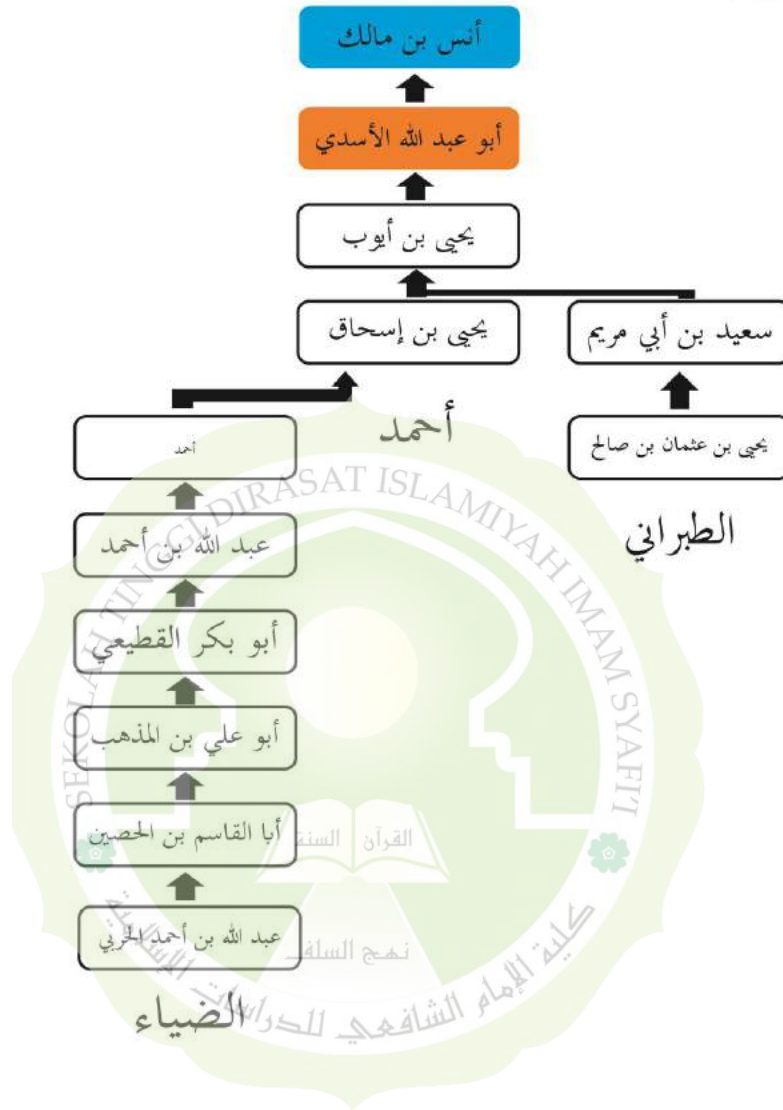 أنس بن مالك
أبو عبد الله الأسدي
يحيى بن أيوب
يحيى بن إسحاق
سعيد بن أبي مريم
أحمد
أحمد
يحيى بن عثمان بن صالح
الطبراني
عبد الله بن أحمد
أبو بكر القطيعي
أبو علي بن المذهب
أبا القاسم بن الحصين
عبد الله بن أحمد الحربي
الضياء
SEKOLAH TINGGI DIRASAT ISLAMIYAH IMAM SYAFI'I
القرآن السنة
نهج السلف
كلية الإمام الشافعي للدراسات الإسلامية